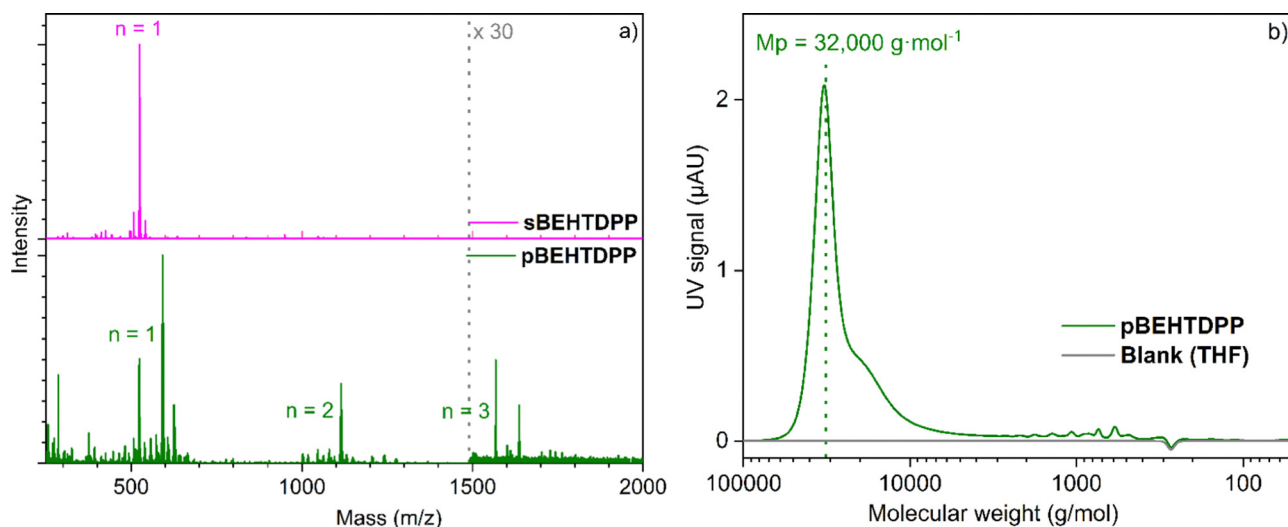 n = 1
x 30
a)
sBEHTDPP
pBEHTDPP
n = 1
n = 2
n = 3
Intensity
500
1000
1500
2000
Mass (m/z)
b)
Mp = 32,000 g·mol⁻¹
2
1
0
UV signal (µAU)
pBEHTDPP
Blank (THF)
100000
10000
1000
100
Molecular weight (g/mol)